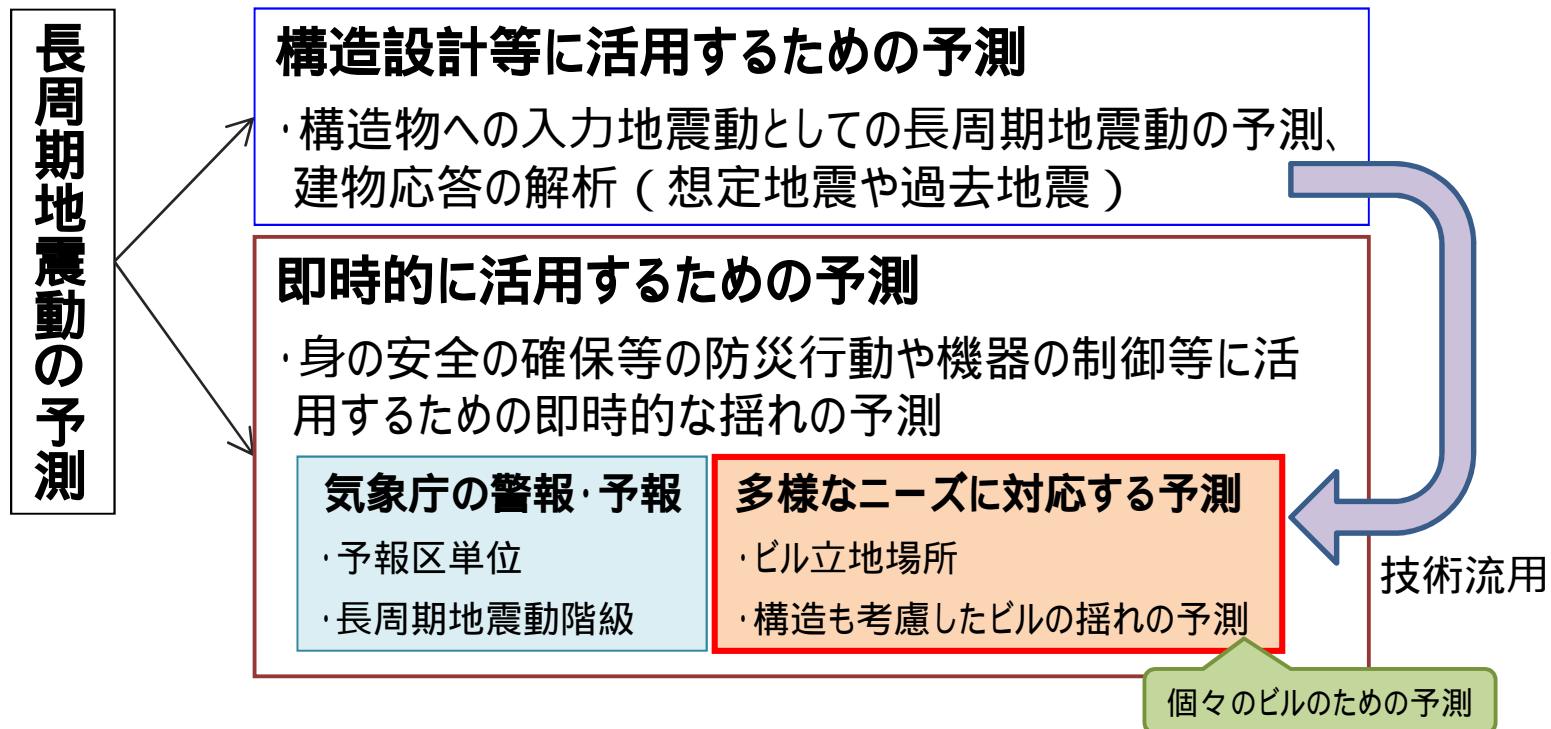 長周期地震動の予測
構造設計等に活用するための予測
・構造物への入力地震動としての長周期地震動の予測、
建物応答の解析(想定地震や過去地震)
即時的に活用するための予測
・身の安全の確保等の防災行動や機器の制御等に活
用するための即時的な揺れの予測
気象庁の警報・予報
・予報区単位
・長周期地震動階級
多様なニーズに対応する予測
・ビル立地場所
・構造も考慮したビルの揺れの予測
技術流用
個々のビルのための予測